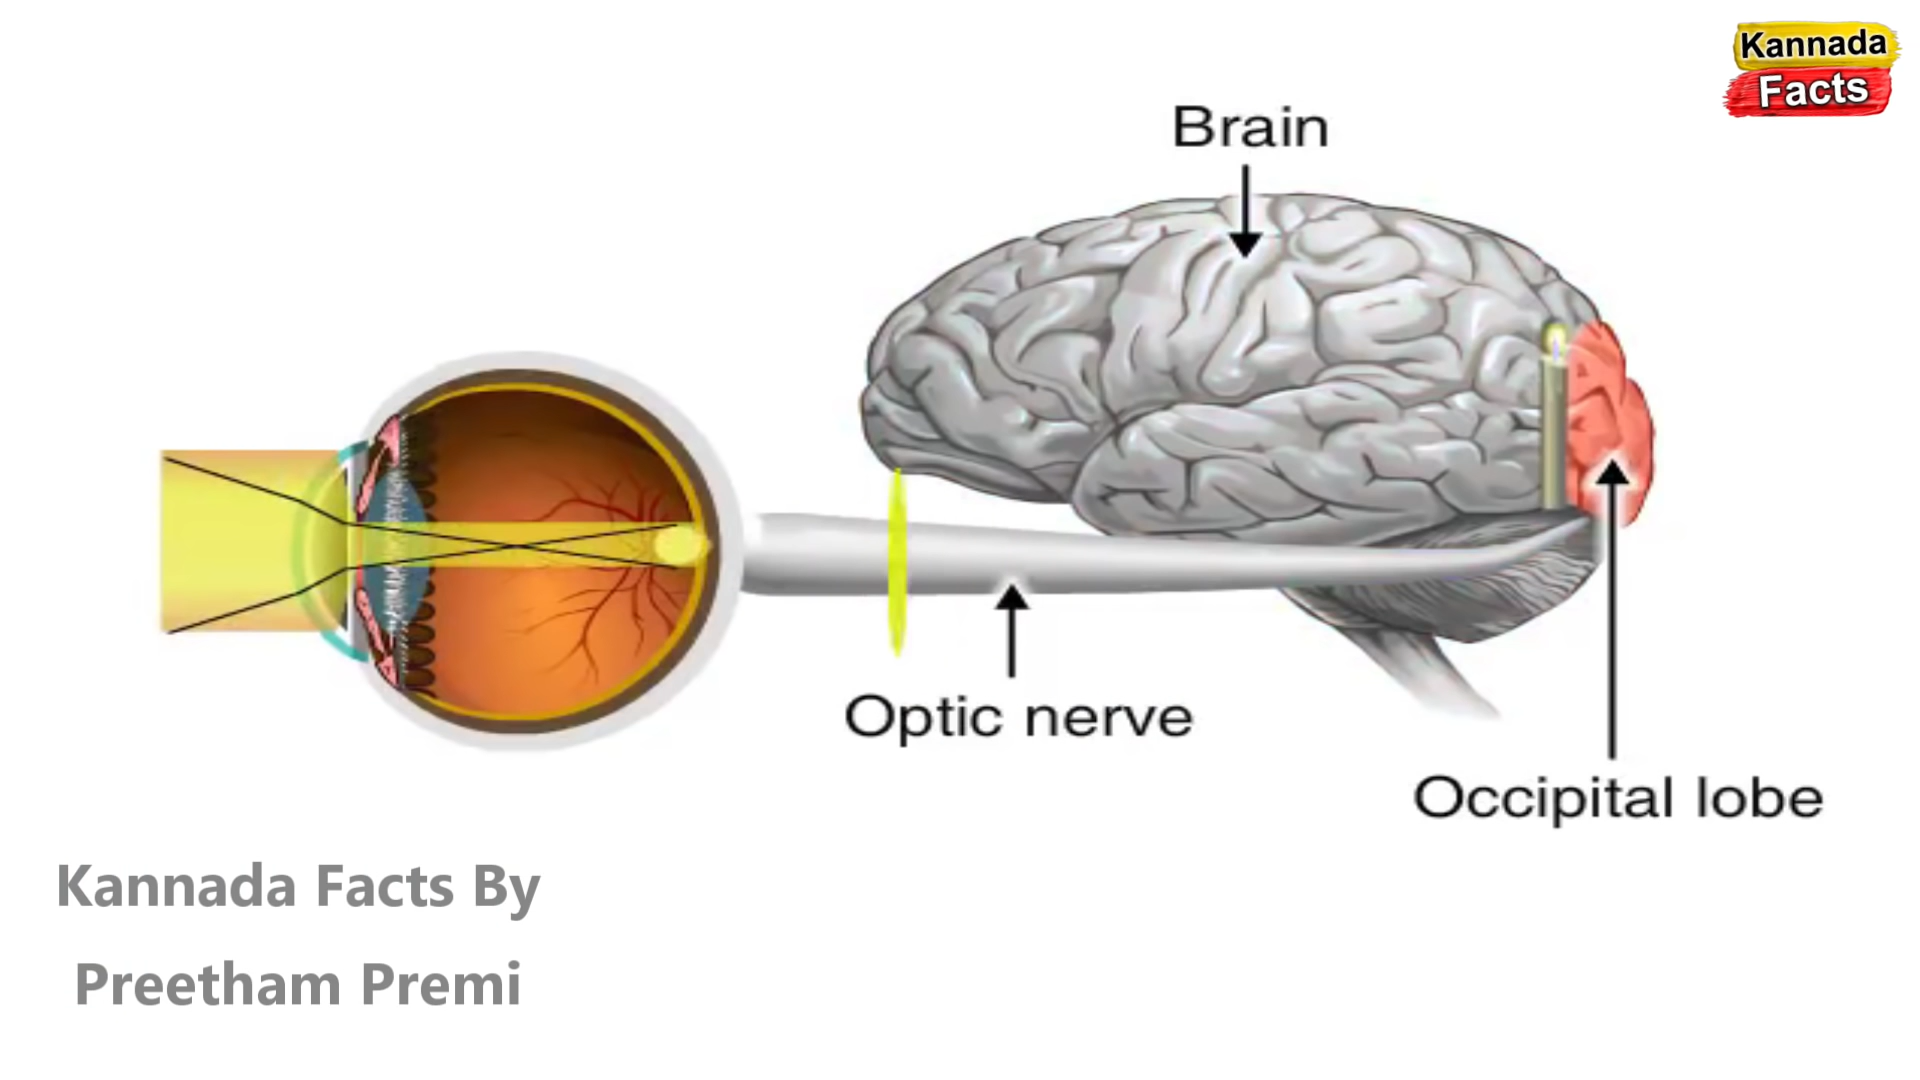 Kannada
Facts
Brain
Optic nerve
Occipital lobe
Kannada Facts By
Preetham Premi